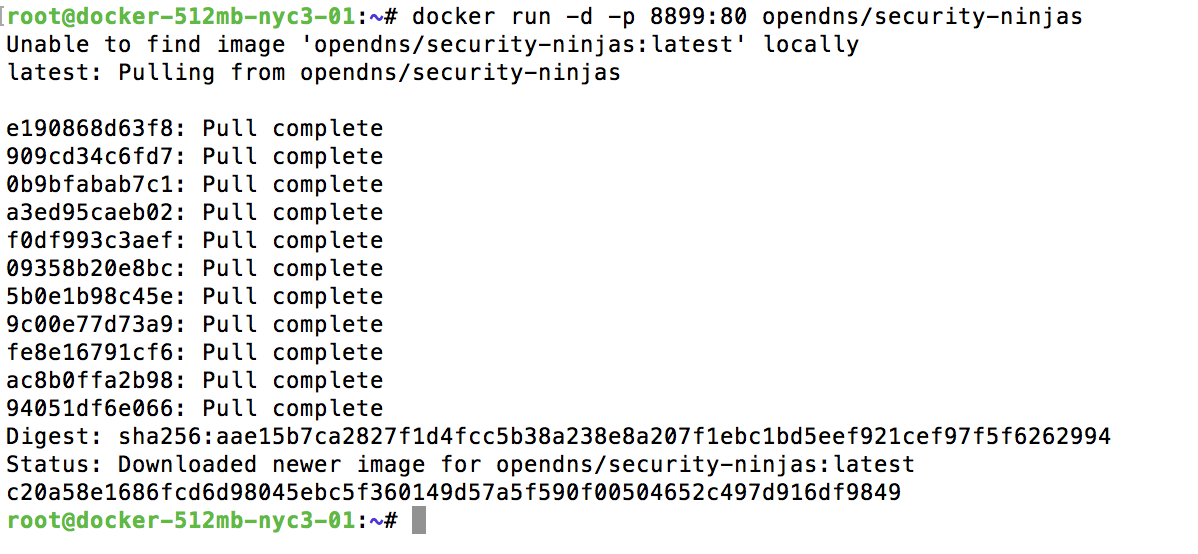 root@docker-512mb-nyc3-01:~# docker run -d -p 8899:80 opendns/security-ninjas
Unable to find image 'opendns/security-ninjas:latest' locally
latest: Pulling from opendns/security-ninjas
e190868d63f8: Pull complete
909cd34c6fd7: Pull complete
0b9bfabab7c1: Pull complete
a3ed95caeb02: Pull complete
f0df993c3aef: Pull complete
09358b20e8bc: Pull complete
5b0e1b98c45e: Pull complete
9c00e77d73a9: Pull complete
fe8e16791cf6: Pull complete
ac8b0ffa2b98: Pull complete
94051df6e066: Pull complete
Digest: sha256:aae15b7ca2827f1d4fcc5b38a238e8a207f1ebc1bd5eef921cef97f5f6262994
Status: Downloaded newer image for opendns/security-ninjas:latest
c20a58e1686fcd6d98045ebc5f360149d57a5f590f00504652c497d916df9849
root@docker-512mb-nyc3-01:~#